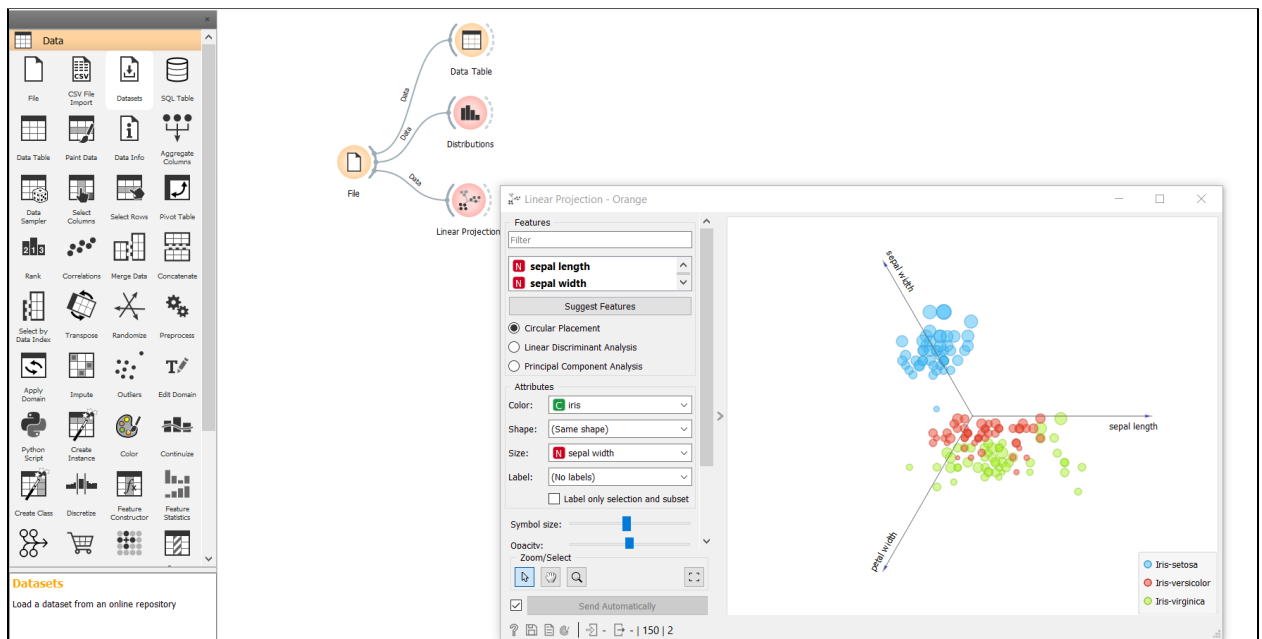 Data
File
CSV File
Import
Datasets
SQL Table
Data Table
Paint Data
Data Info
Aggregate
Columns
Data
Sampler
Select
Columns
Select Rows
Pivot Table
Rank
Correlations
Merge Data
Concatenate
Select by
Data Index
Transpose
Randomize
Preprocess
Apply
Domain
Impute
Outliers
Edit Domain
Python
Script
Create
Instance
Color
Continuize
Create Class
Discretize
Feature
Constructor
Feature
Statistics
Datasets
Load a dataset from an online repository
File
Data
Data
Data
Data Table
Distributions
Linear Projection
Linear Projection - Orange
Features
Filter
N sepal length
N sepal width
Suggest Features
Circular Placement
Linear Discriminant Analysis
Principal Component Analysis
Attributes
Color: C iris
Shape: (Same shape)
Size: N sepal width
Label: (No labels)
Label only selection and subset
Symbol size:
Opacity:
Zoom/Select
Send Automatically
? - - | 150 | 2
sepal width
sepal length
petal width
Iris-setosa
Iris-versicolor
Iris-virginica